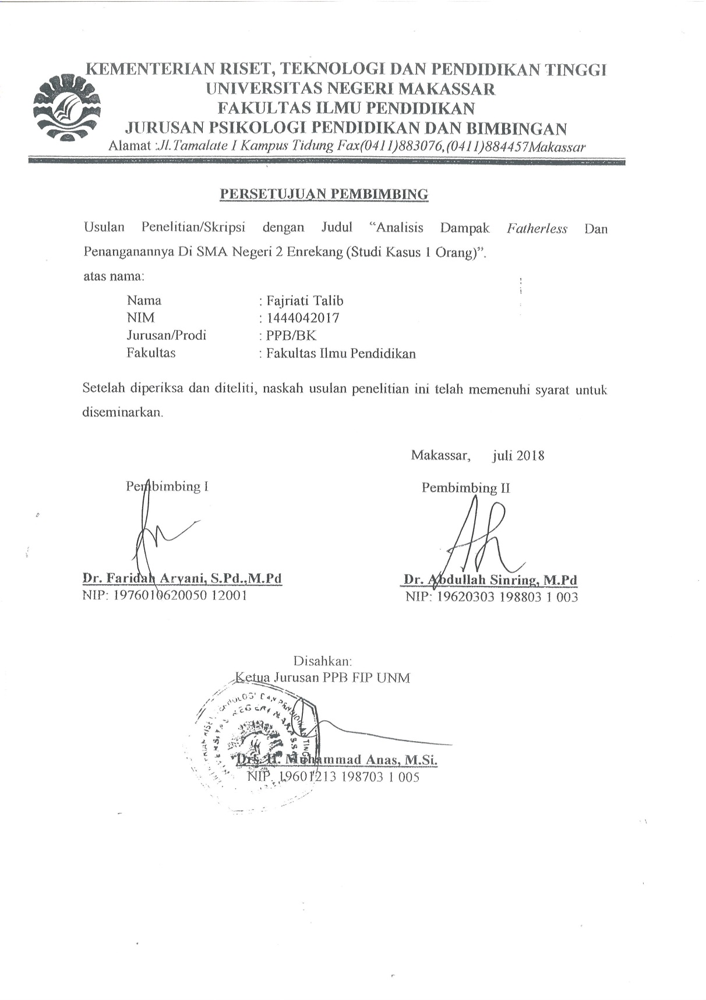 KEMENTERIAN RISET, TEKNOLOGI DAN PENDIDIKAN TINGGI
UNIVERSITAS NEGERI MAKASSAR
FAKULTAS ILMU PENDIDIKAN
JURUSAN PSIKOLOGI PENDIDIKAN DAN BIMBINGAN
Alamat :Jl.Tamalate I Kampus Tidung Fax(0411)883076,(0411)884457Makassar
PERSETUJUAN PEMBIMBING
Usulan Penelitian/Skripsi dengan Judul “Analisis Dampak Fatherless Dan
Penanganannya Di SMA Negeri 2 Enrekang (Studi Kasus 1 Orang)”.
atas nama:
Nama : Fajriati Talib
NIM : 1444042017
Jurusan/Prodi : PPB/BK
Fakultas : Fakultas Ilmu Pendidikan
Setelah diperiksa dan diteliti, naskah usulan penelitian ini telah memenuhi syarat untuk
diseminarkan.
Makassar, juli 2018
Pembimbing I Pembimbing II
Dr. Faridah Aryani, S.Pd.,M.Pd Dr. Abdullah Sinring, M.Pd
NIP: 1976010620050 12001 NIP: 19620303 198803 1 003
Disahkan:
Ketua Jurusan PPB FIP UNM
Drs. H. Muhammad Anas, M.Si.
NIP. 19601213 198703 1 005